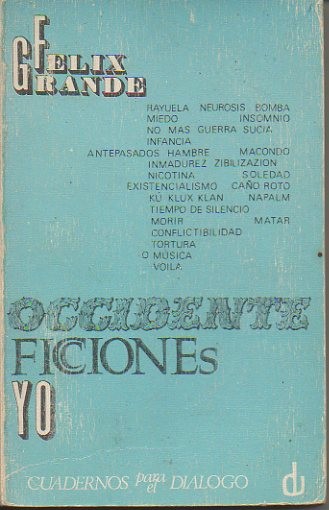 FELIX
GRANDE
RAYUELA NEUROSIS BOMBA
MIEDO INSOMNIO
NO MAS GUERRA SUCIA
INFANCIA
ANTEPASADOS HAMBRE MACONDO
INMADUREZ ZIBILIZAZION
NICOTINA SOLEDAD
EXISTENCIALISMO CAÑO ROTO
KU KLUX KLAN NAPALM
TIEMPO DE SILENCIO
MORIR MATAR
CONFLICTIBILIDAD
TORTURA
O MÚSICA
VOILA
OCCIDENTE
FICCIONEs
YO
CUADERNOS para el DIALOGO
d